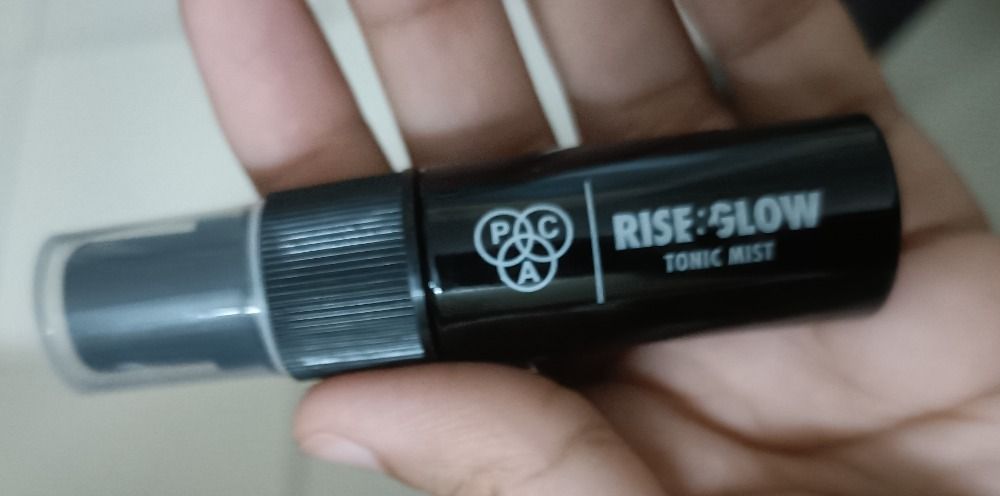 P C
A
RISE:GLOW
TONIC MIST